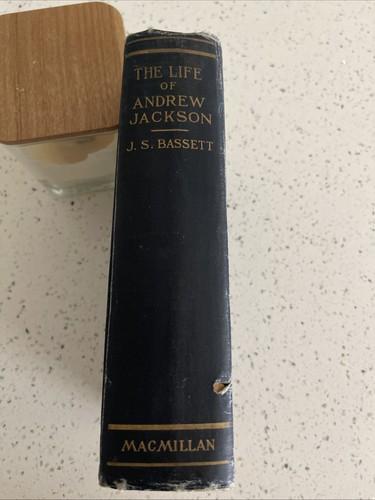 THE LIFE
OF
ANDREW
JACKSON
J. S. BASSETT
MACMILLAN